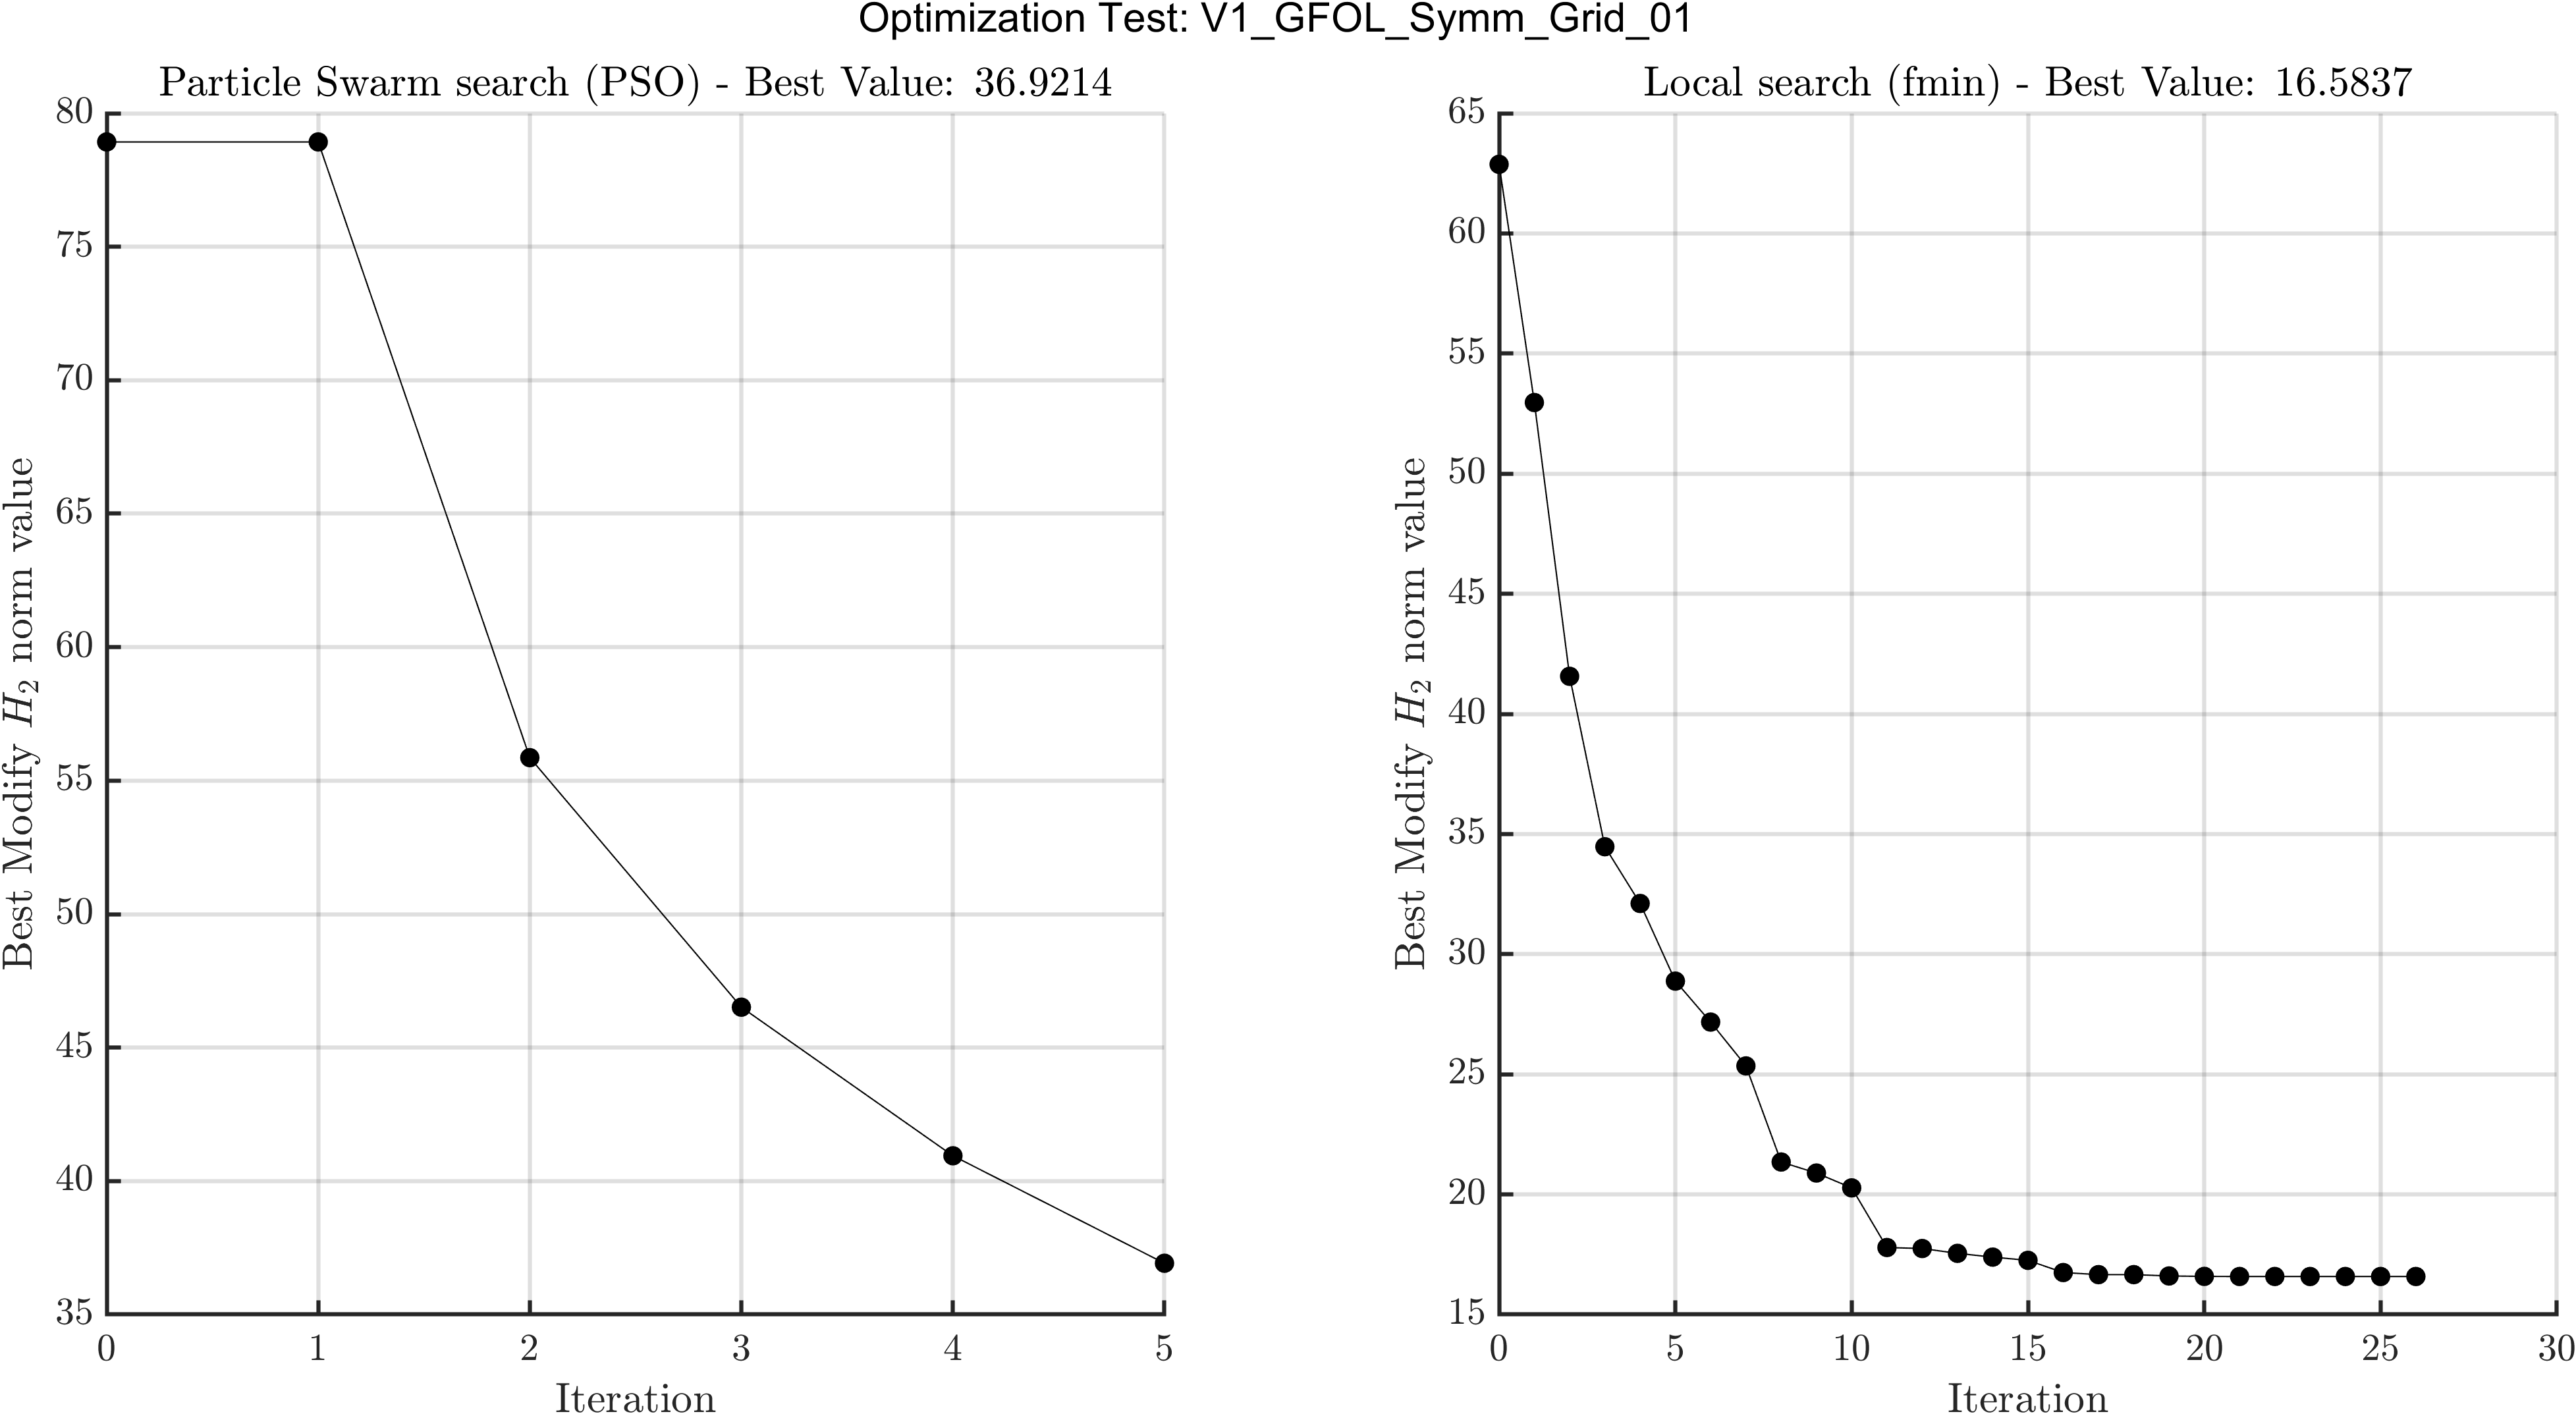 Optimization Test: V1_GFOL_Symm_Grid_01
Particle Swarm search (PSO) - Best Value: 36.9214
80
75
70
65
60
55
50
45
40
35
0 1 2 3 4 5
Iteration
Best Modify H₂ norm value
Local search (fmin) - Best Value: 16.5837
65
60
55
50
45
40
35
30
25
20
15
0 5 10 15 20 25 30
Iteration
Best Modify H₂ norm value